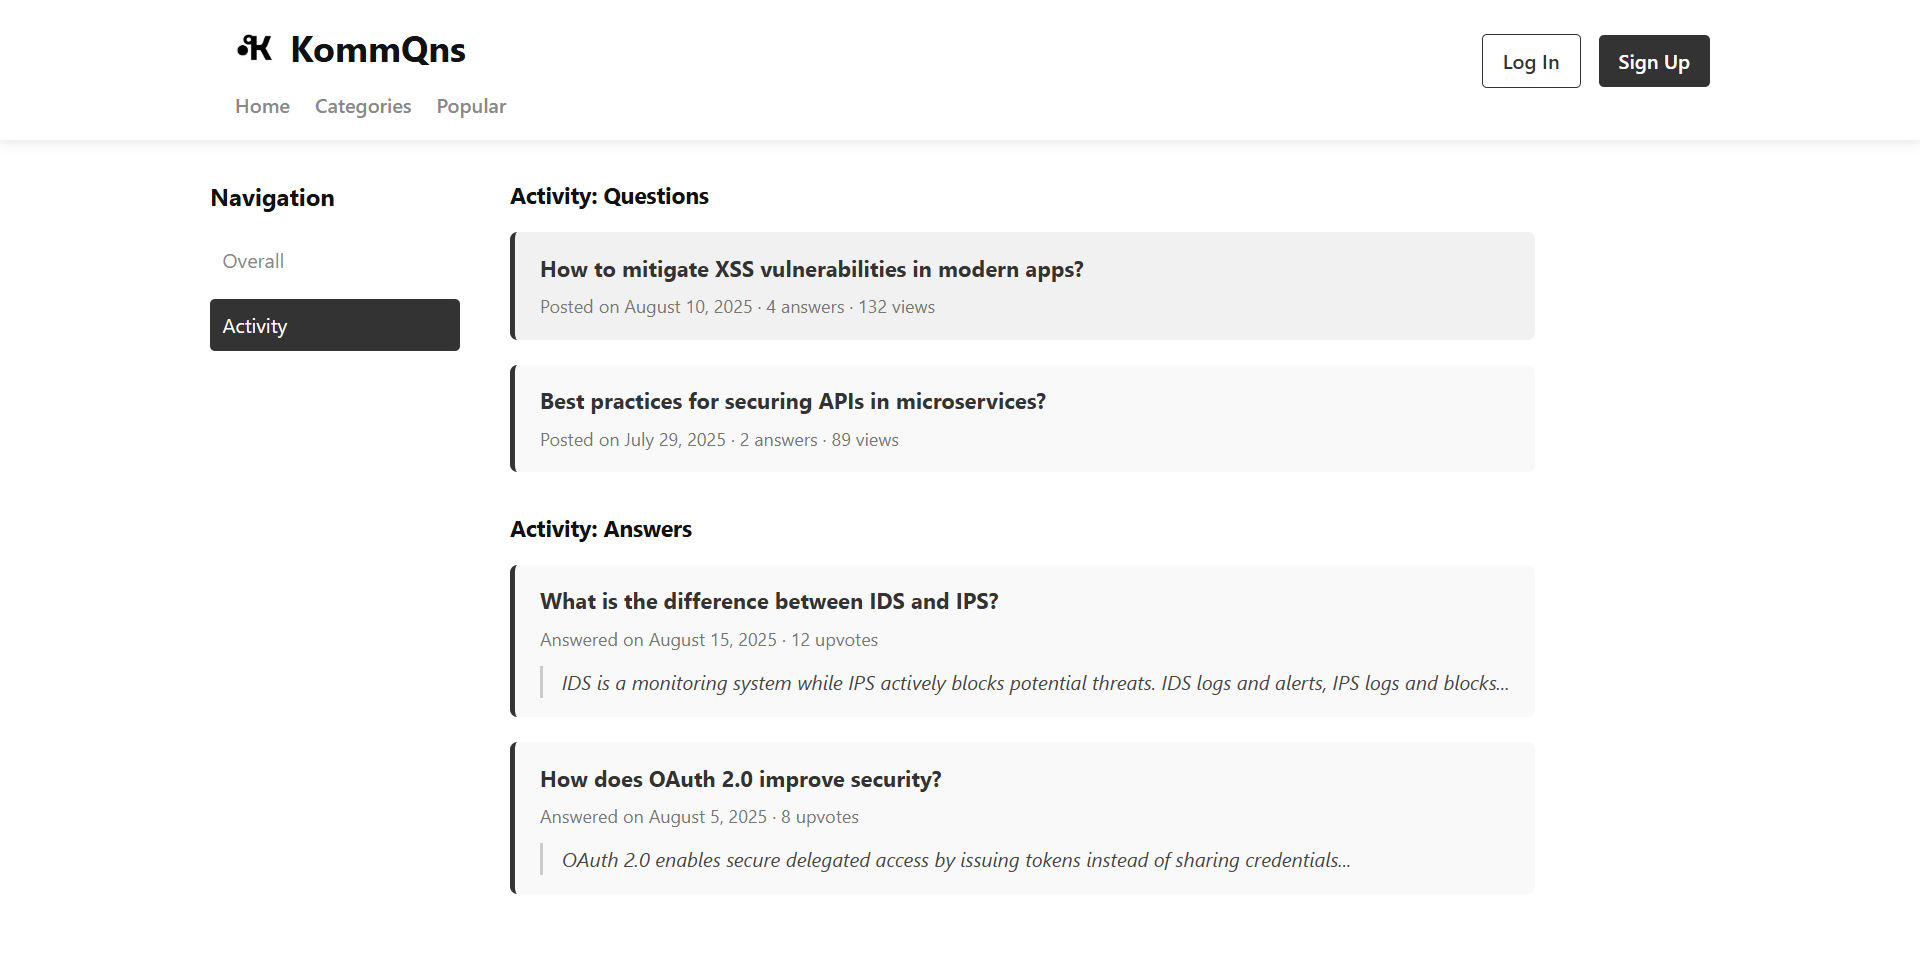 KommQns
Log In
Sign Up
Home Categories Popular
Navigation
Overall
Activity
Activity: Questions
How to mitigate XSS vulnerabilities in modern apps?
Posted on August 10, 2025 · 4 answers · 132 views
Best practices for securing APIs in microservices?
Posted on July 29, 2025 · 2 answers · 89 views
Activity: Answers
What is the difference between IDS and IPS?
Answered on August 15, 2025 · 12 upvotes
IDS is a monitoring system while IPS actively blocks potential threats. IDS logs and alerts, IPS logs and blocks...
How does OAuth 2.0 improve security?
Answered on August 5, 2025 · 8 upvotes
OAuth 2.0 enables secure delegated access by issuing tokens instead of sharing credentials...